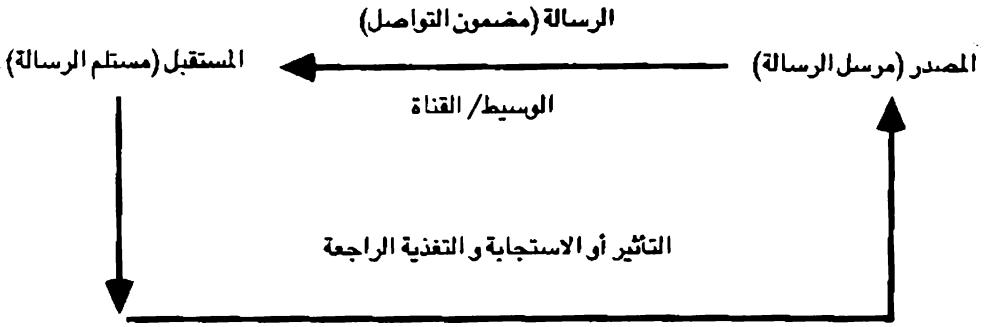 الرسالة (مضمون التواصل)
المصدر (مرسل الرسالة)
المستقبل (مستلم الرسالة)
الوسيط/ القناة
التأثير أو الاستجابة و التغذية الراجعة